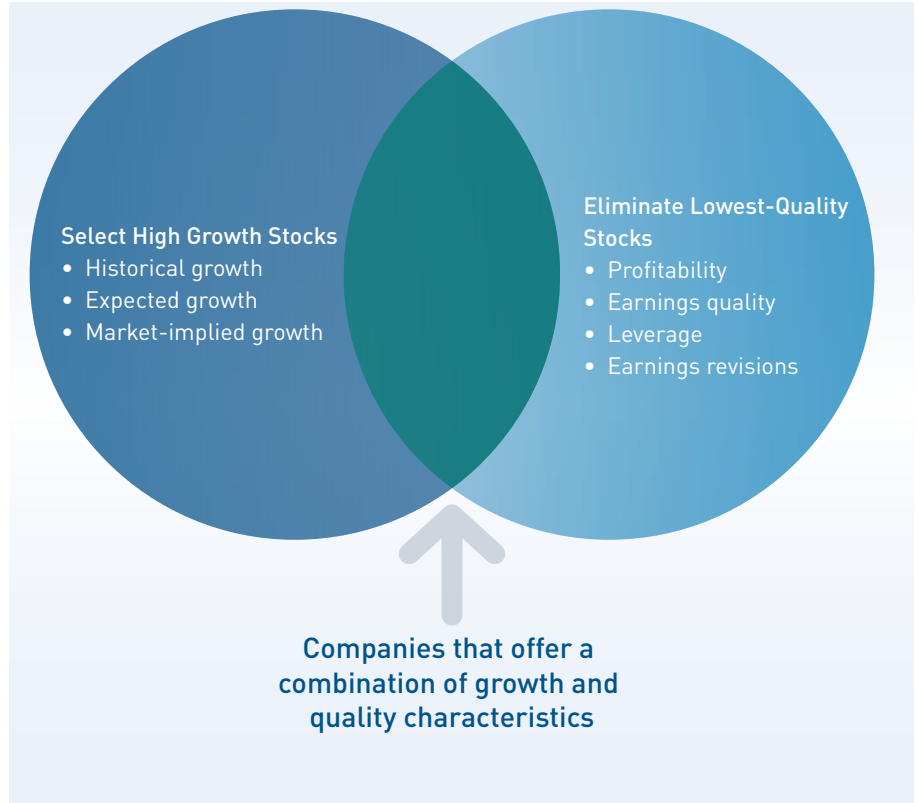 Select High Growth Stocks
• Historical growth
• Expected growth
• Market-implied growth
Eliminate Lowest-Quality
Stocks
• Profitability
• Earnings quality
• Leverage
• Earnings revisions
Companies that offer a
combination of growth and
quality characteristics